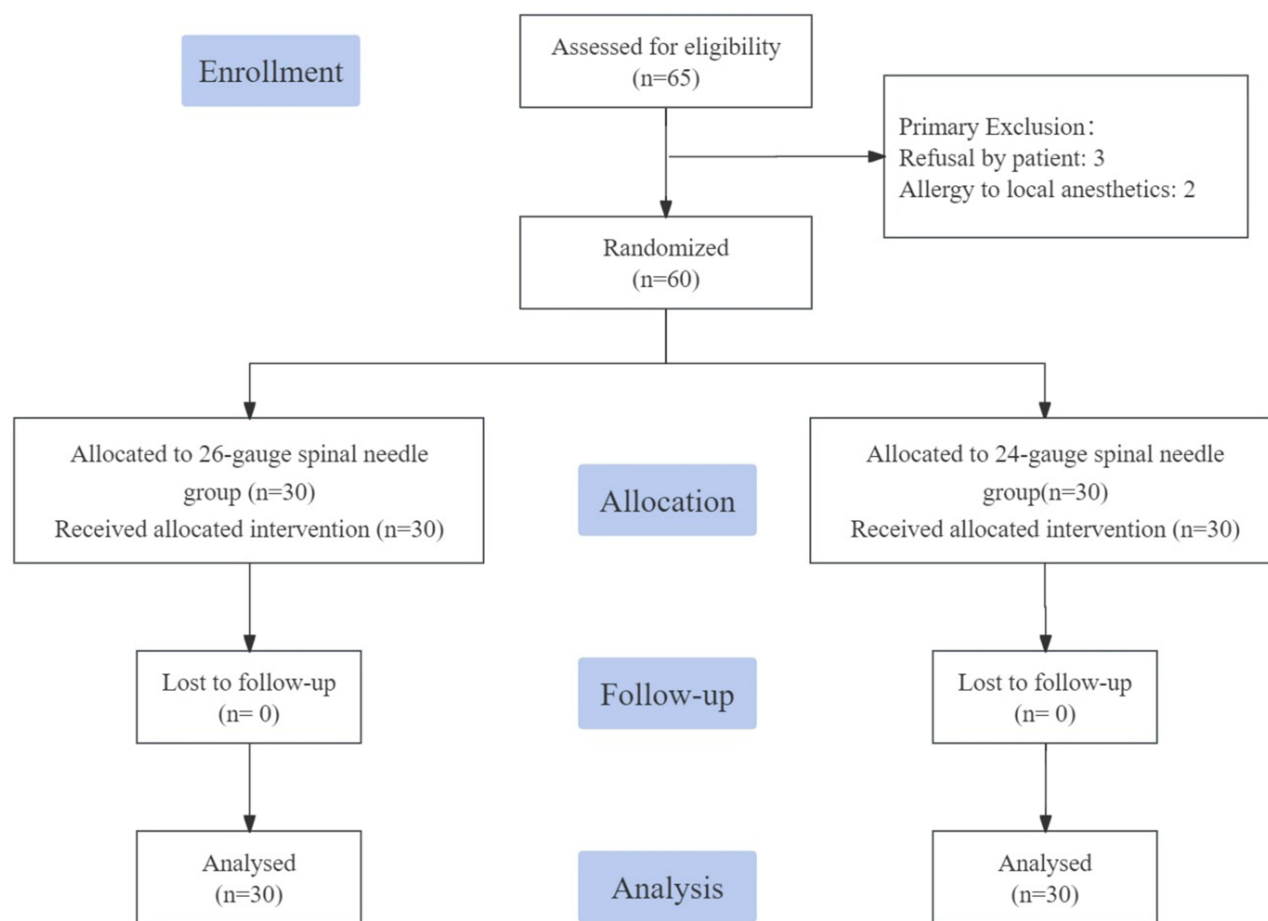 Enrollment
Assessed for eligibility
(n=65)
Primary Exclusion：
Refusal by patient: 3
Allergy to local anesthetics: 2
Randomized
(n=60)
Allocated to 26-gauge spinal needle
group (n=30)
Received allocated intervention (n=30)
Allocation
Allocated to 24-gauge spinal needle
group(n=30)
Received allocated intervention (n=30)
Lost to follow-up
(n= 0)
Follow-up
Lost to follow-up
(n= 0)
Analysed
(n=30)
Analysis
Analysed
(n=30)